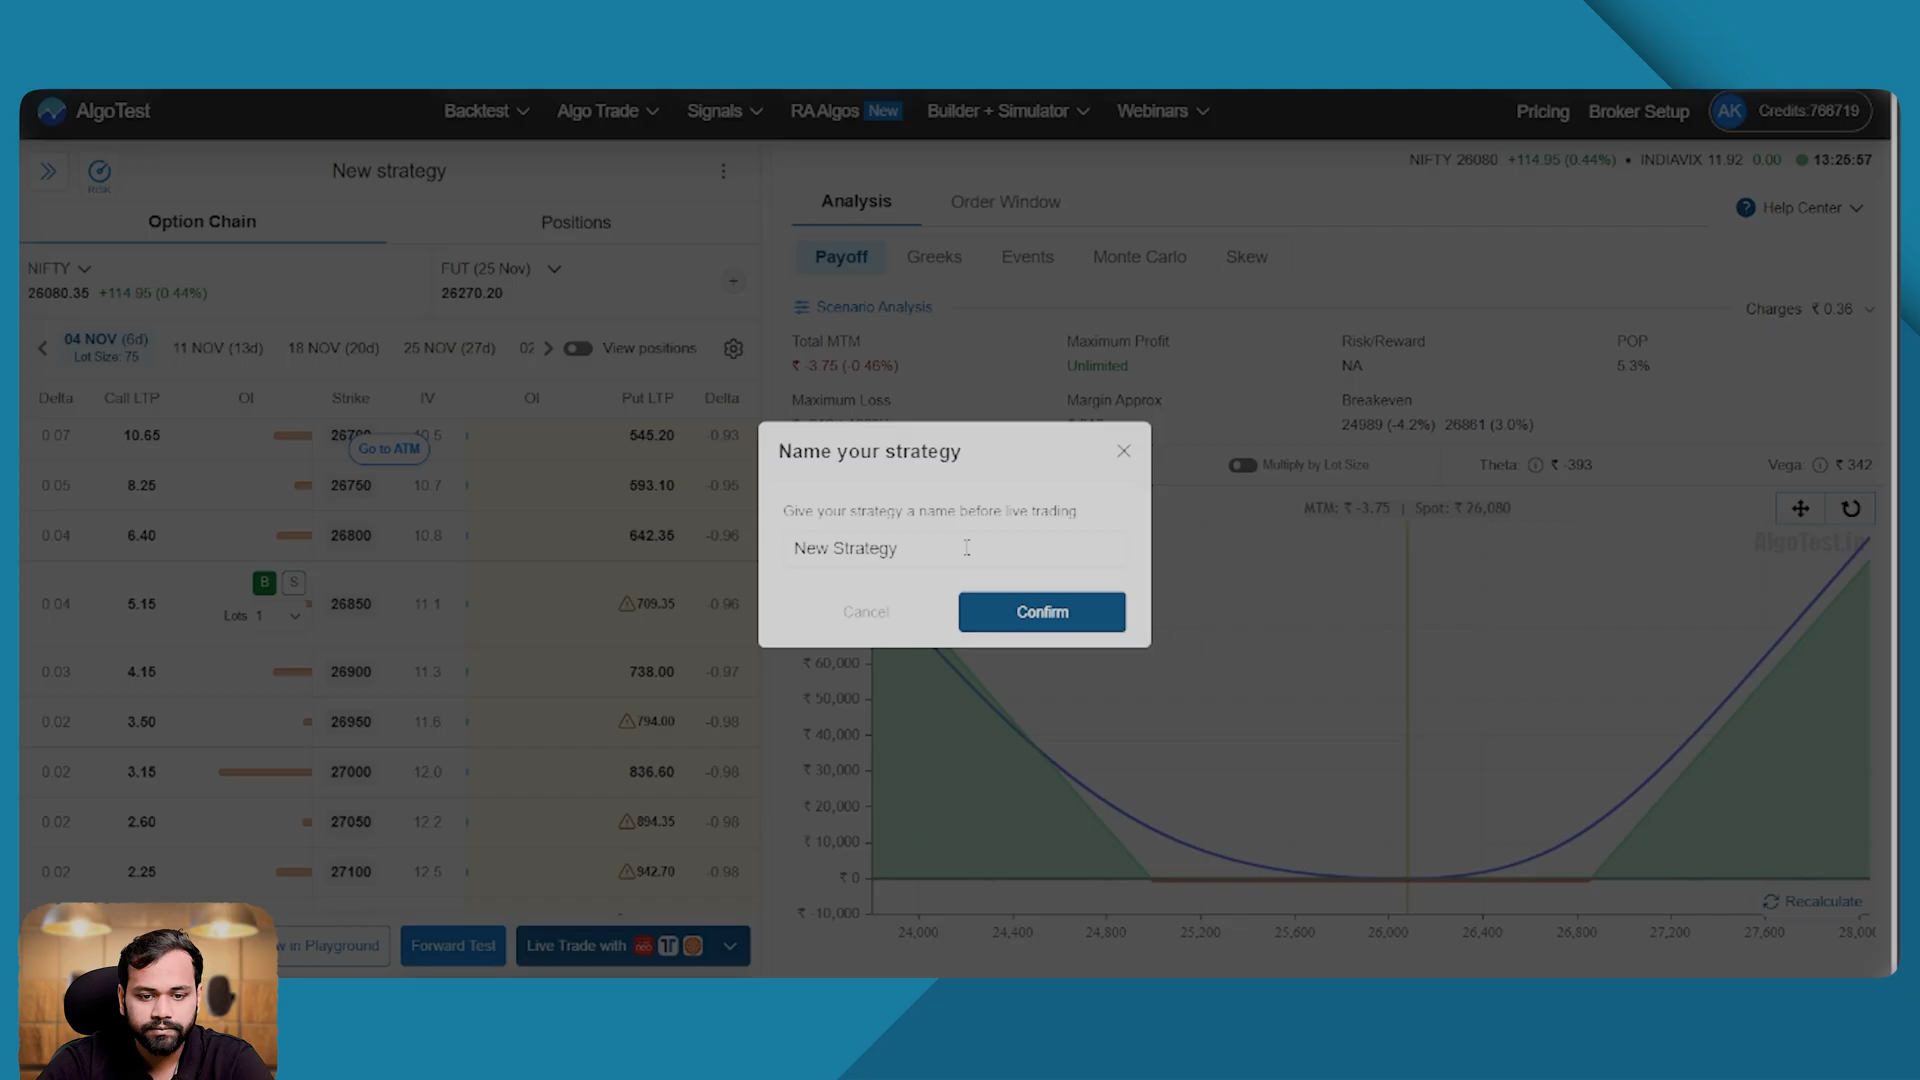 AlgoTest Backtest Algo Trade Signals RA Algos New Builder + Simulator Webinars Pricing Broker Setup AK Credits:766719
NIFTY 26080 +114.95 (0.44%) • INDIAVIX 11.92 0.00 13:25:57
RISK New strategy
Option Chain Positions
NIFTY FUT (25 Nov)
26080.35 +114.95 (0.44%) 26270.20
04 NOV (6d) 11 NOV (13d) 18 NOV (20d) 25 NOV (27d) 02 View positions
Lot Size: 75
Delta Call LTP OI Strike IV OI Put LTP Delta
0.07 10.65 545.20 -0.93
Go to ATM
0.05 8.25 26750 10.7 593.10 -0.95
0.04 6.40 26800 10.8 642.35 -0.96
B S
0.04 5.15 26850 11.1 709.35 -0.96
Lots 1
0.03 4.15 26900 11.3 738.00 -0.97
0.02 3.50 26950 11.6 794.00 -0.98
0.02 3.15 27000 12.0 836.60 -0.98
0.02 2.60 27050 12.2 894.35 -0.98
0.02 2.25 27100 12.5 942.70 -0.98
in Playground Forward Test Live Trade with
Analysis Order Window
Help Center
Payoff Greeks Events Monte Carlo Skew
Scenario Analysis Charges ₹ 0.36
Total MTM Maximum Profit Risk/Reward POP
₹ -3.75 (-0.46%) Unlimited NA 5.3%
Maximum Loss Margin Approx Breakeven
24989 (-4.2%) 26861 (3.0%)
Multiply by Lot Size Theta: ₹ -393 Vega: ₹ 342
MTM: ₹ -3.75 | Spot: ₹ 26,080
AlgoTest.in
Name your strategy
Give your strategy a name before live trading
New Strategy
Cancel Confirm
₹ 60,000
₹ 50,000
₹ 40,000
₹ 30,000
₹ 20,000
₹ 10,000
₹ 0
₹ -10,000
Recalculate
24,000 24,400 24,800 25,200 25,600 26,000 26,400 26,800 27,200 27,600